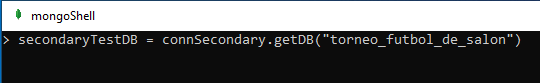 mongoShell
> secondaryTestDB = connSecondary.getDB("torneo_futbol_de_salon")